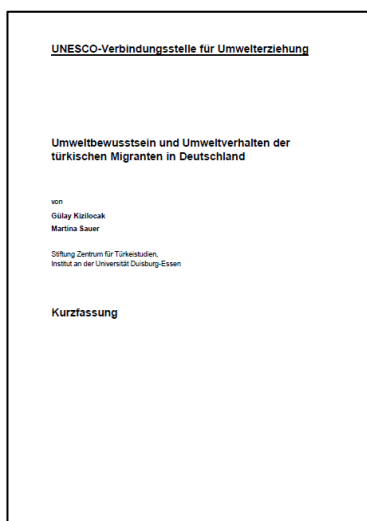 UNESCO-Verbindungsstelle für Umwelterziehung
Umweltbewusstsein und Umweltverhalten der
türkischen Migranten in Deutschland
von
Gülay Kizilocak
Martina Sauer
Stiftung Zentrum für Türkeistudien,
Institut an der Universität Duisburg-Essen
Kurzfassung